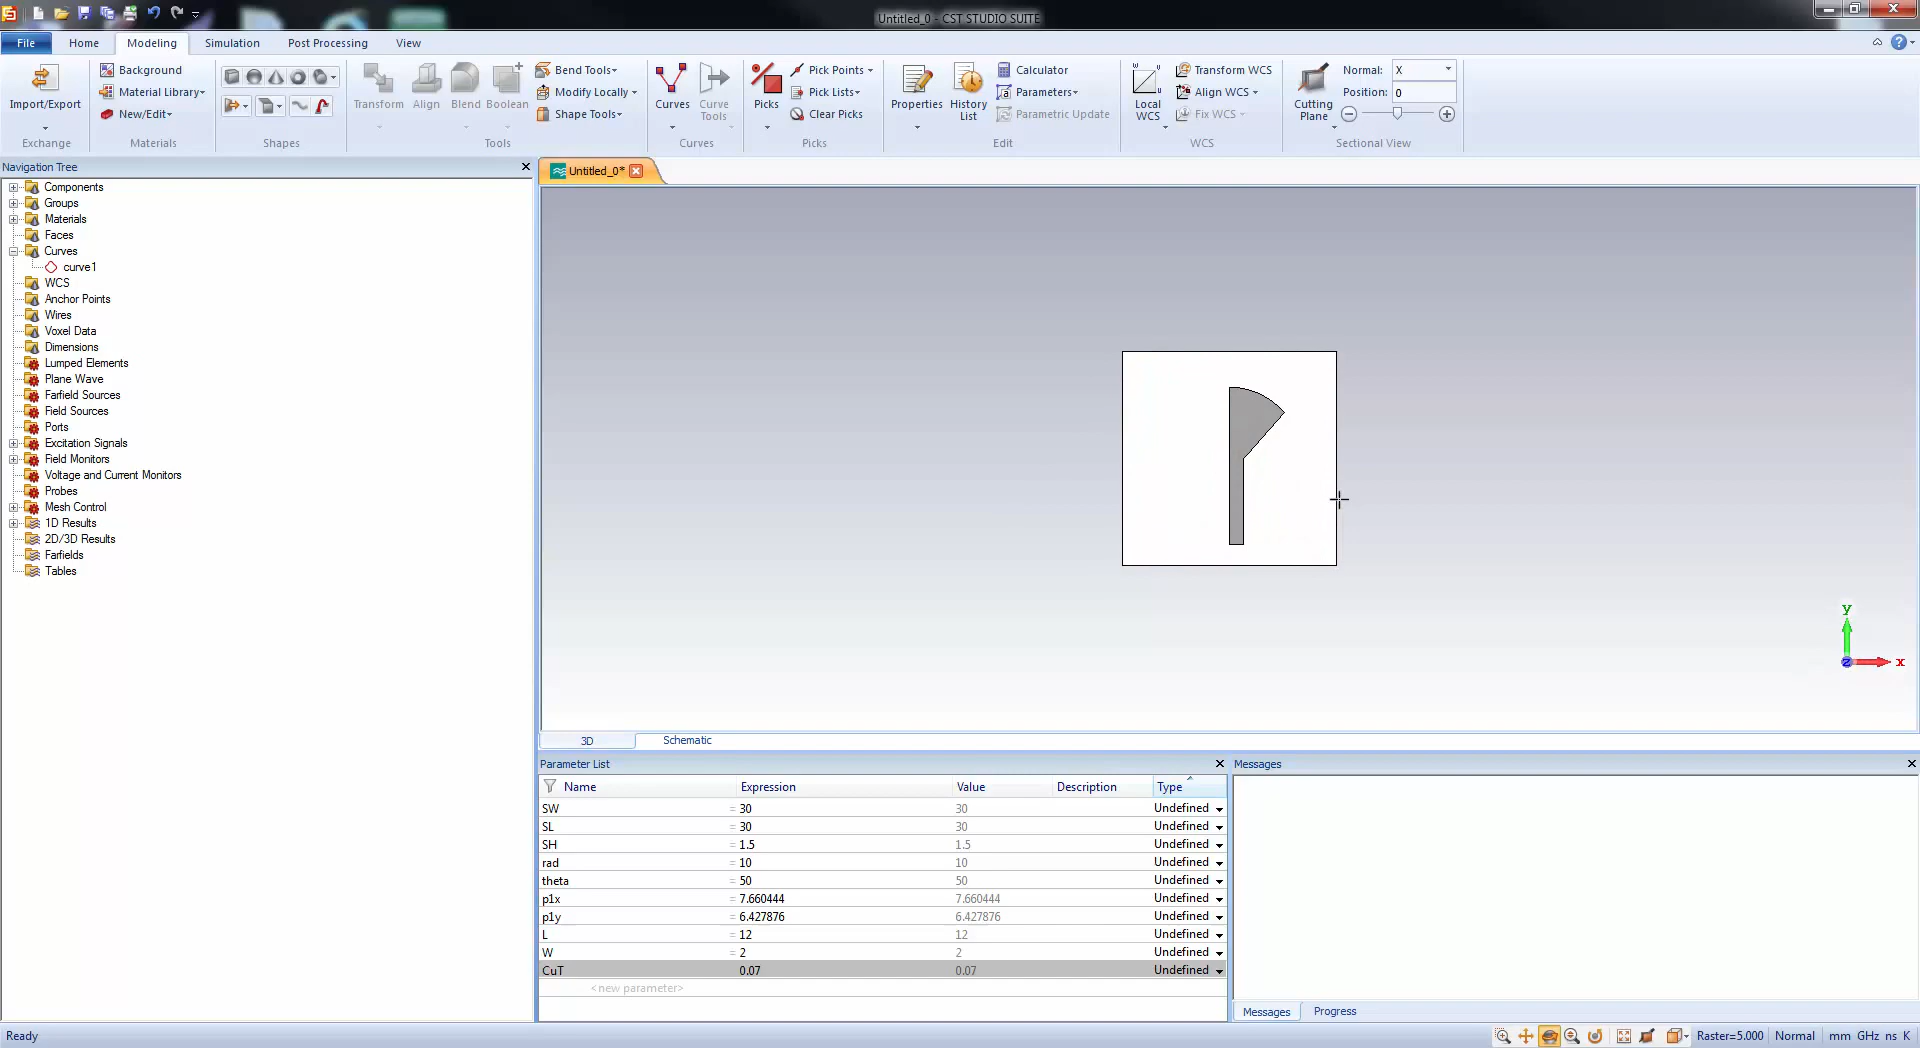 Untitled_0 - CST STUDIO SUITE
File Home Modeling Simulation Post Processing View
Import/Export
Exchange
Background
Material Library
New/Edit
Materials
Shapes
Transform Align Blend Boolean
Bend Tools
Modify Locally
Shape Tools
Tools
Curves
Curve Tools
Curves
Picks
Pick Points
Pick Lists
Clear Picks
Picks
Properties
History List
Calculator
Parameters
Parametric Update
Edit
Local WCS
Transform WCS
Align WCS
Fix WCS
WCS
Cutting Plane
Normal: X
Position: 0
Sectional View
Navigation Tree
Components
Groups
Materials
Faces
Curves
curve1
WCS
Anchor Points
Wires
Voxel Data
Dimensions
Lumped Elements
Plane Wave
Farfield Sources
Field Sources
Ports
Excitation Signals
Field Monitors
Voltage and Current Monitors
Probes
Mesh Control
1D Results
2D/3D Results
Farfields
Tables
Untitled_0*
y
z
x
3D Schematic
Parameter List
Name Expression Value Description Type
SW = 30 30 Undefined
SL = 30 30 Undefined
SH = 1.5 1.5 Undefined
rad = 10 10 Undefined
theta = 50 50 Undefined
p1x = 7.660444 7.660444 Undefined
p1y = 6.427876 6.427876 Undefined
L = 12 12 Undefined
W = 2 2 Undefined
CuT 0.07 0.07 Undefined
<new parameter>
Messages
Messages Progress
Ready
Raster=5.000 Normal mm GHz ns K